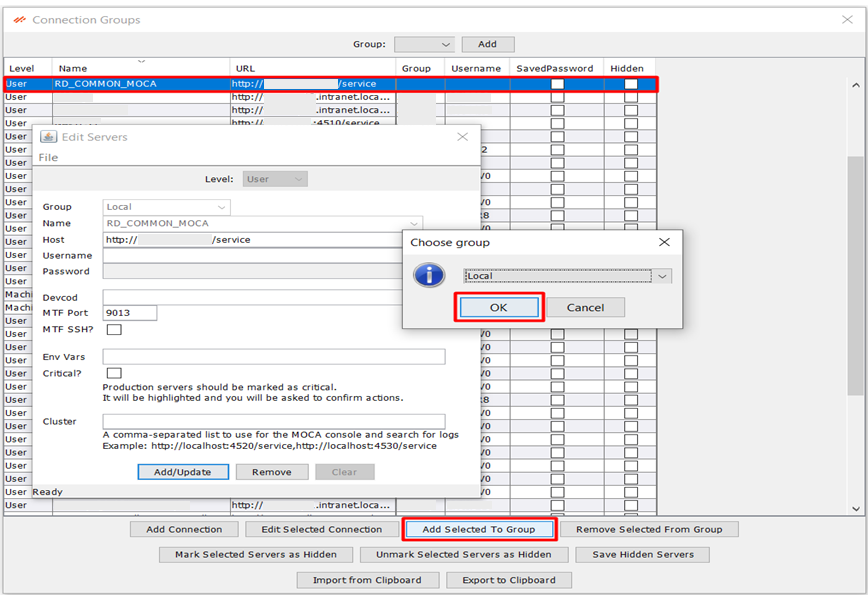 Connection Groups
Group:
Add
Level Name URL Group Username SavedPassword Hidden
User RD_COMMON_MOCA http:// /service
User http:// .intranet.loca...
User http:// .intranet.loca...
User http:// :4510/service
User
Edit Servers
User 2
File
User
Level: User
User V0
User
Group Local
User V0
Name RD_COMMON_MOCA
User 8
Host http:// /service
User
Choose group
Username
User
Local
Password
User
OK Cancel
Devcod
Machi
MTF Port 9013
Machi
MTF SSH?
User
User V0
User V0
Env Vars
User V0
Critical?
User V0
Production servers should be marked as critical.
It will be highlighted and you will be asked to confirm actions.
User V0
User 8
Cluster
User V0
A comma-separated list to use for the MOCA console and search for logs
Example: http://localhost:4520/service,http://localhost:4530/service
User V0
Add/Update Remove Clear
User V0
User V0
Ready
User http:// .intranet.loca...
Add Connection Edit Selected Connection Add Selected To Group Remove Selected From Group
Mark Selected Servers as Hidden Unmark Selected Servers as Hidden Save Hidden Servers
Import from Clipboard Export to Clipboard